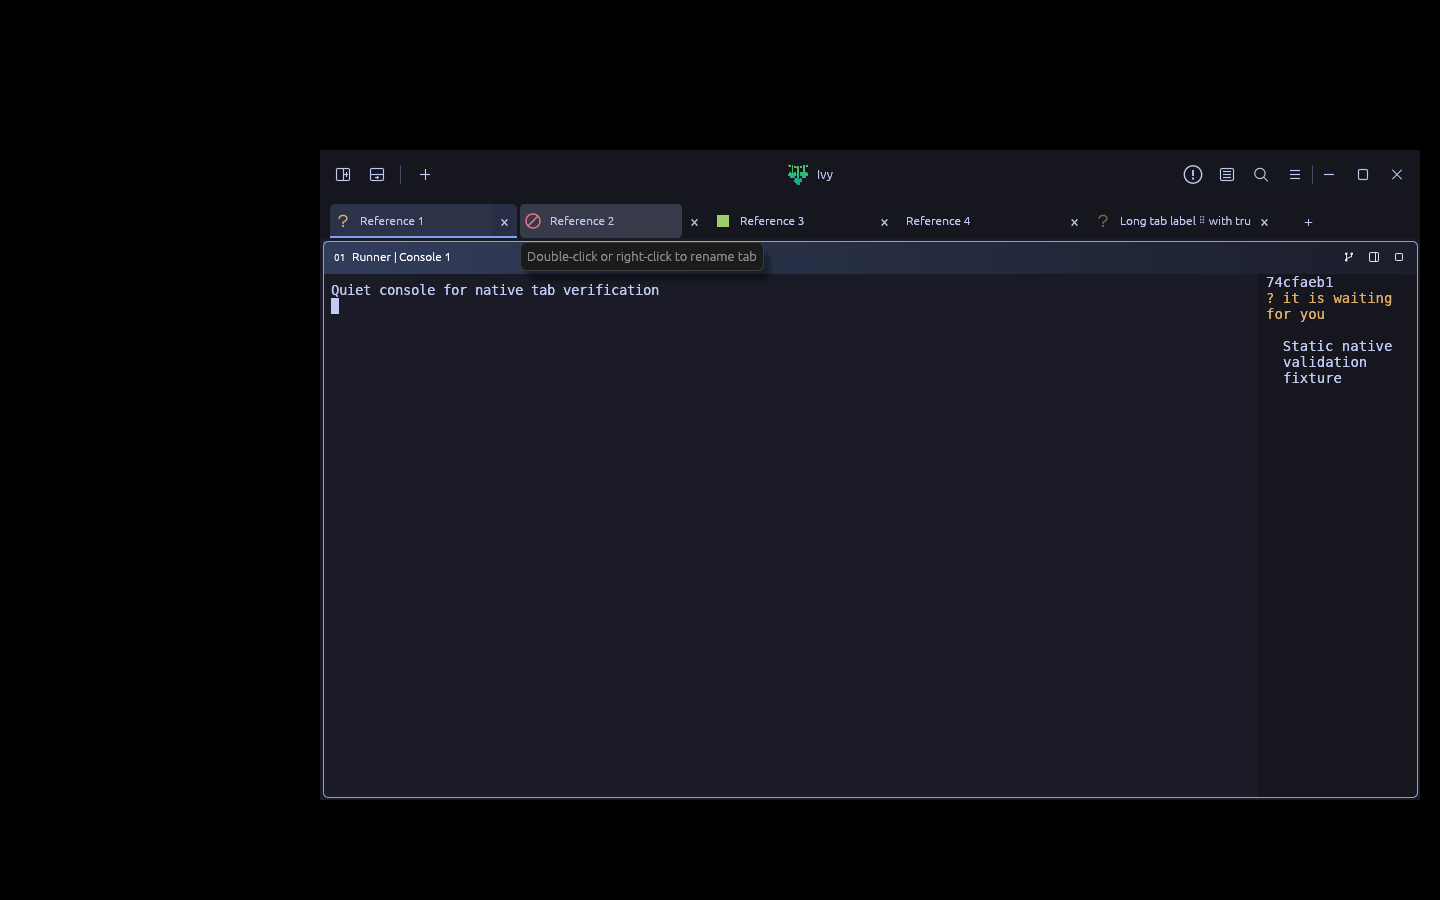 Ivy
? Reference 1 × Reference 2 × Reference 3 × Reference 4 × ? Long tab label ⠿ with tru × +
01 Runner | Console 1
Double-click or right-click to rename tab
Quiet console for native tab verification
74cfaeb1
? it is waiting
for you
Static native
validation
fixture